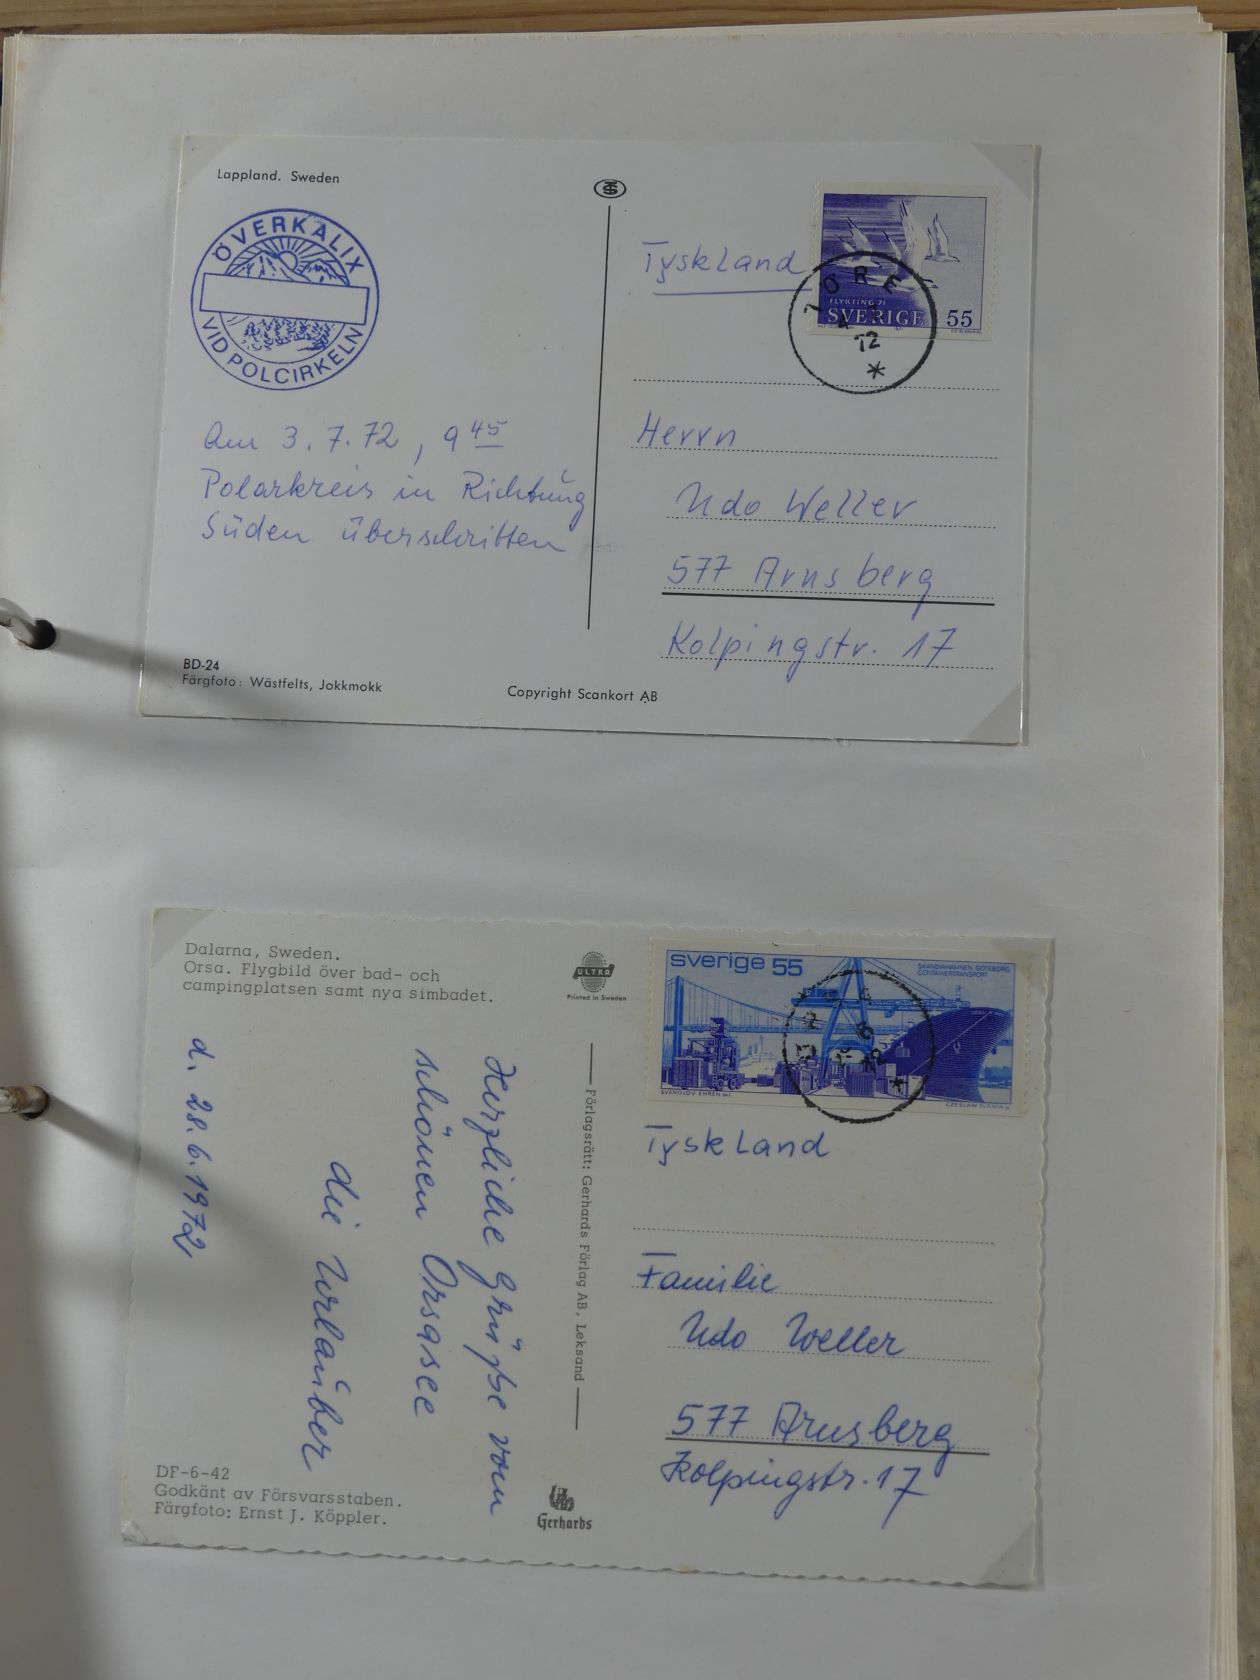 Lappland. Sweden
ÖVERKALIX
VID POLCIRKELN
Am 3.7.72, 9 45
Polarkreis in Richtung
Süden überschritten
BD-24
Färgfoto: Wästfelts, Jokkmokk
Copyright Scankort AB
Tyskland
FLYKTING 71
SVERIGE 55
TÖRE
72
Herrn
Udo Weller
577 Arnsberg
Kolpingstr. 17
Dalarna, Sweden.
Orsa. Flygbild över bad- och
campingplatsen samt nya simbadet.
ULTRA
Printed in Sweden
d. 28.6.1972
Herzliche Grüße vom
schönen Orsasee
die Urlauber
Förlagsrätt: Gerhards Förlag AB, Leksand
DF-6-42
Godkänt av Försvarsstaben.
Färgfoto: Ernst J. Köppler.
Gerhards
sverige 55
SKANDIAHAMNEN GÖTEBORG
CONTAINERTRANSPORT
Tyskland
Familie
Udo Weller
577 Arnsberg
Kolpingstr. 17